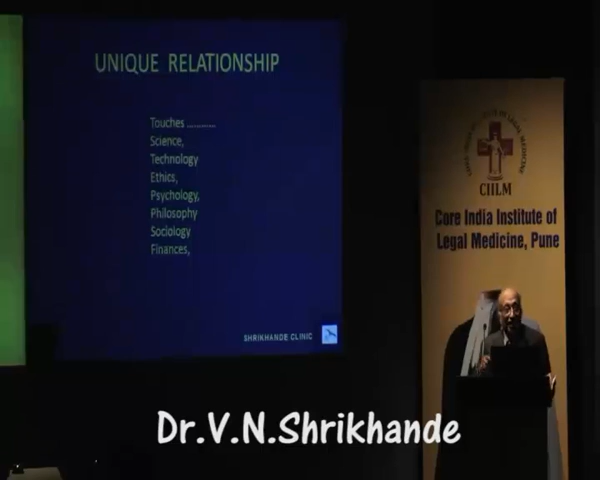 UNIQUE RELATIONSHIP
Touches ..........
Science,
Technology
Ethics,
Psychology,
Philosophy
Sociology
Finances,
SHRIKHANDE CLINIC
CIILM
Core India Institute of
Legal Medicine, Pune
Dr.V.N.Shrikhande